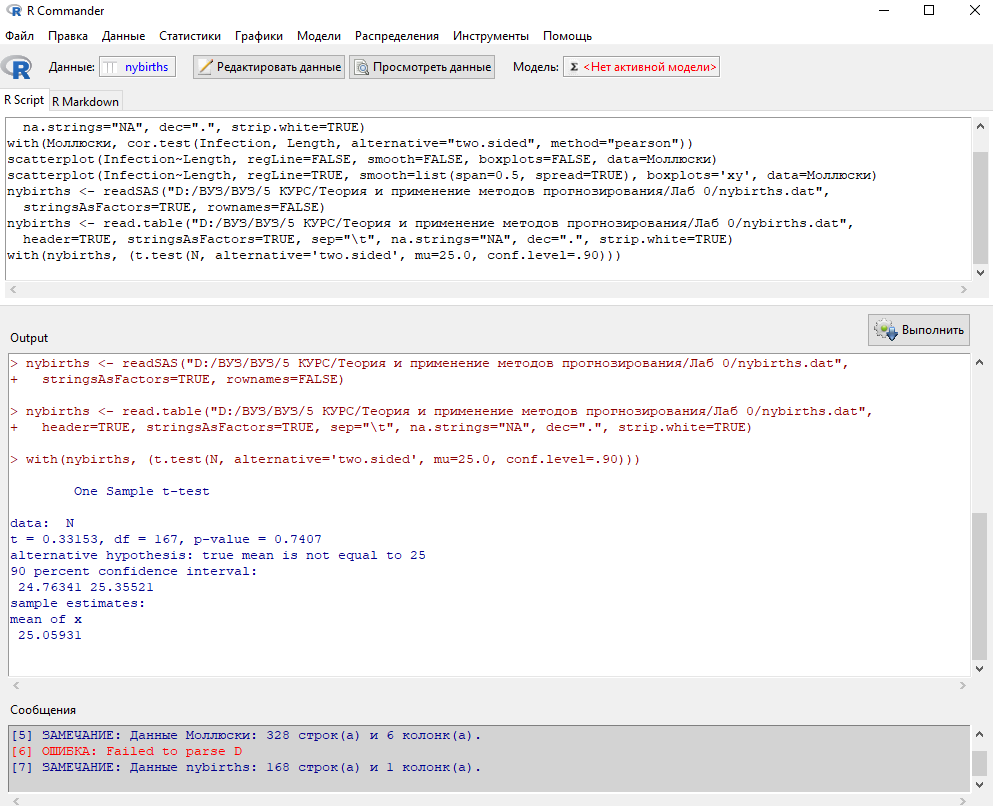 R Commander
Файл Правка Данные Статистики Графики Модели Распределения Инструменты Помощь
Данные: nybirths Редактировать данные Просмотреть данные Модель: Σ <Нет активной модели>
R Script R Markdown
na.strings="NA", dec=".", strip.white=TRUE)
with(Моллюски, cor.test(Infection, Length, alternative="two.sided", method="pearson"))
scatterplot(Infection~Length, regLine=FALSE, smooth=FALSE, boxplots=FALSE, data=Моллюски)
scatterplot(Infection~Length, regLine=TRUE, smooth=list(span=0.5, spread=TRUE), boxplots='xy', data=Моллюски)
nybirths <- readSAS("D:/ВУЗ/ВУЗ/5 КУРС/Теория и применение методов прогнозирования/Лаб 0/nybirths.dat",
stringsAsFactors=TRUE, rownames=FALSE)
nybirths <- read.table("D:/ВУЗ/ВУЗ/5 КУРС/Теория и применение методов прогнозирования/Лаб 0/nybirths.dat",
header=TRUE, stringsAsFactors=TRUE, sep="\t", na.strings="NA", dec=".", strip.white=TRUE)
with(nybirths, (t.test(N, alternative='two.sided', mu=25.0, conf.level=.90)))
Output
Выполнить
> nybirths <- readSAS("D:/ВУЗ/ВУЗ/5 КУРС/Теория и применение методов прогнозирования/Лаб 0/nybirths.dat",
+ stringsAsFactors=TRUE, rownames=FALSE)
> nybirths <- read.table("D:/ВУЗ/ВУЗ/5 КУРС/Теория и применение методов прогнозирования/Лаб 0/nybirths.dat",
+ header=TRUE, stringsAsFactors=TRUE, sep="\t", na.strings="NA", dec=".", strip.white=TRUE)
> with(nybirths, (t.test(N, alternative='two.sided', mu=25.0, conf.level=.90)))
One Sample t-test
data: N
t = 0.33153, df = 167, p-value = 0.7407
alternative hypothesis: true mean is not equal to 25
90 percent confidence interval:
24.76341 25.35521
sample estimates:
mean of x
25.05931
Сообщения
[5] ЗАМЕЧАНИЕ: Данные Моллюски: 328 строк(а) и 6 колонк(а).
[6] ОШИБКА: Failed to parse D
[7] ЗАМЕЧАНИЕ: Данные nybirths: 168 строк(а) и 1 колонк(а).